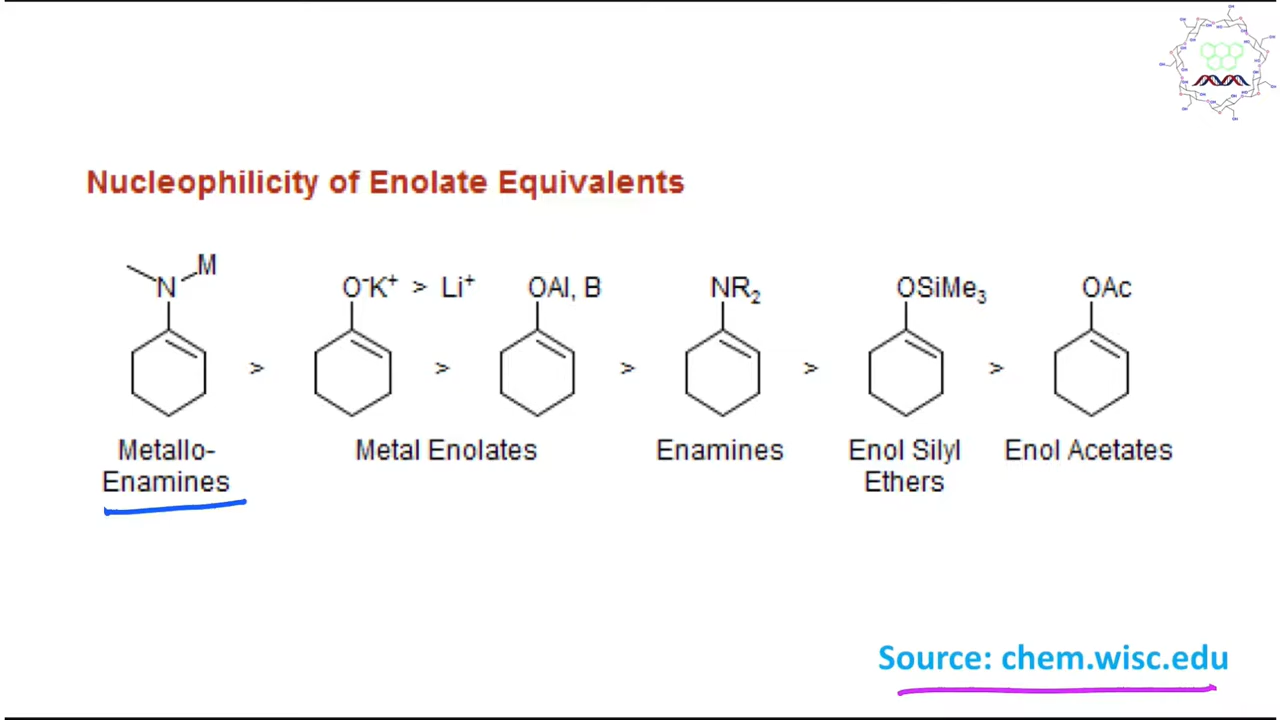 Nucleophilicity of Enolate Equivalents
N M
O⁻K⁺ > Li⁺
OAl, B
NR₂
OSiMe₃
OAc
> > > > >
Metallo-
Enamines
Metal Enolates
Enamines
Enol Silyl
Ethers
Enol Acetates
Source: chem.wisc.edu